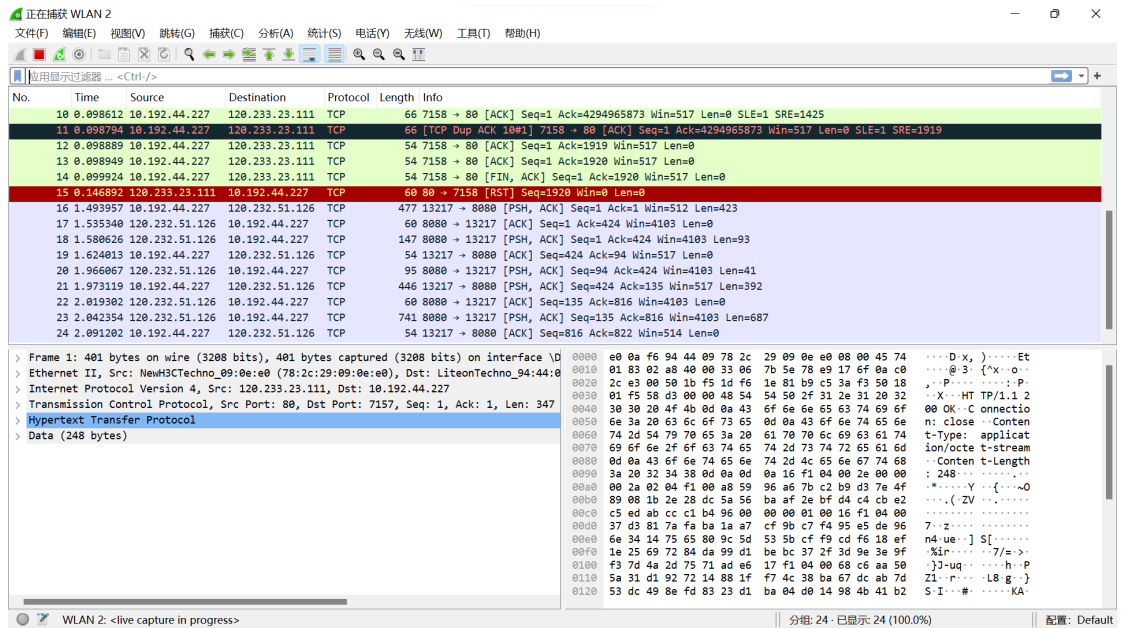 正在捕获 WLAN 2
文件(F) 编辑(E) 视图(V) 跳转(G) 捕获(C) 分析(A) 统计(S) 电话(Y) 无线(W) 工具(T) 帮助(H)
应用显示过滤器 … <Ctrl-/>
No. Time Source Destination Protocol Length Info
10 0.098612 10.192.44.227 120.233.23.111 TCP 66 7158 → 80 [ACK] Seq=1 Ack=4294965873 Win=517 Len=0 SLE=1 SRE=1425
11 0.098794 10.192.44.227 120.233.23.111 TCP 66 [TCP Dup ACK 10#1] 7158 → 80 [ACK] Seq=1 Ack=4294965873 Win=517 Len=0 SLE=1 SRE=1919
12 0.098889 10.192.44.227 120.233.23.111 TCP 54 7158 → 80 [ACK] Seq=1 Ack=1919 Win=517 Len=0
13 0.098949 10.192.44.227 120.233.23.111 TCP 54 7158 → 80 [ACK] Seq=1 Ack=1920 Win=517 Len=0
14 0.099924 10.192.44.227 120.233.23.111 TCP 54 7158 → 80 [FIN, ACK] Seq=1 Ack=1920 Win=517 Len=0
15 0.146892 120.233.23.111 10.192.44.227 TCP 60 80 → 7158 [RST] Seq=1920 Win=0 Len=0
16 1.493957 10.192.44.227 120.232.51.126 TCP 477 13217 → 8080 [PSH, ACK] Seq=1 Ack=1 Win=512 Len=423
17 1.535340 120.232.51.126 10.192.44.227 TCP 60 8080 → 13217 [ACK] Seq=1 Ack=424 Win=4103 Len=0
18 1.580626 120.232.51.126 10.192.44.227 TCP 147 8080 → 13217 [PSH, ACK] Seq=1 Ack=424 Win=4103 Len=93
19 1.624013 10.192.44.227 120.232.51.126 TCP 54 13217 → 8080 [ACK] Seq=424 Ack=94 Win=517 Len=0
20 1.966067 120.232.51.126 10.192.44.227 TCP 95 8080 → 13217 [PSH, ACK] Seq=94 Ack=424 Win=4103 Len=41
21 1.973119 10.192.44.227 120.232.51.126 TCP 446 13217 → 8080 [PSH, ACK] Seq=424 Ack=135 Win=517 Len=392
22 2.019302 120.232.51.126 10.192.44.227 TCP 60 8080 → 13217 [ACK] Seq=135 Ack=816 Win=4103 Len=0
23 2.042354 120.232.51.126 10.192.44.227 TCP 741 8080 → 13217 [PSH, ACK] Seq=135 Ack=816 Win=4103 Len=687
24 2.091202 10.192.44.227 120.232.51.126 TCP 54 13217 → 8080 [ACK] Seq=816 Ack=822 Win=514 Len=0
Frame 1: 401 bytes on wire (3208 bits), 401 bytes captured (3208 bits) on interface \D
Ethernet II, Src: NewH3CTechno_09:0e:e0 (78:2c:29:09:0e:e0), Dst: LiteonTechno_94:44:0
Internet Protocol Version 4, Src: 120.233.23.111, Dst: 10.192.44.227
Transmission Control Protocol, Src Port: 80, Dst Port: 7157, Seq: 1, Ack: 1, Len: 347
Hypertext Transfer Protocol
Data (248 bytes)
0000 e0 0a f6 94 44 09 78 2c 29 09 0e e0 08 00 45 74 ····D·x, )·····Et
0010 01 83 02 a8 40 00 33 06 7b 5e 78 e9 17 6f 0a c0 ····@·3· {^x··o··
0020 2c e3 00 50 1b f5 1d f6 1e 81 b9 c5 3a f3 50 18 ,··P···· ····:·P·
0030 01 f5 58 d3 00 00 48 54 54 50 2f 31 2e 31 20 32 ··X···HT TP/1.1 2
0040 30 30 20 4f 4b 0d 0a 43 6f 6e 6e 65 63 74 69 6f 00 OK··C onnectio
0050 6e 3a 20 63 6c 6f 73 65 0d 0a 43 6f 6e 74 65 6e n: close ··Conten
0060 74 2d 54 79 70 65 3a 20 61 70 70 6c 69 63 61 74 t-Type: applicat
0070 69 6f 6e 2f 6f 63 74 65 74 2d 73 74 72 65 61 6d ion/octe t-stream
0080 0d 0a 43 6f 6e 74 65 6e 74 2d 4c 65 6e 67 74 68 ··Conten t-Length
0090 3a 20 32 34 38 0d 0a 0d 0a 16 f1 04 00 2e 00 00 : 248··· ·····.··
00a0 00 2a 02 04 f1 00 a8 59 96 a6 7b c2 b9 d3 7e 4f ·*·····Y ··{···~O
00b0 89 08 1b 2e 28 dc 5a 56 ba af 2e bf d4 c4 cb e2 ···.(·ZV ··.·····
00c0 c5 ed ab cc c1 b4 96 00 00 00 01 00 16 f1 04 00 ········ ········
00d0 37 d3 81 7a fa ba 1a a7 cf 9b c7 f4 95 e5 de 96 7··z···· ········
00e0 6e 34 14 75 65 80 9c 5d 53 5b cf f9 cd f6 18 ef n4·ue··] S[······
00f0 1e 25 69 72 84 da 99 d1 be bc 37 2f 3d 9e 3e 9f ·%ir···· ··7/=·>·
0100 f3 7d 4a 2d 75 71 ad e6 17 f1 04 00 68 c6 aa 50 ·}J-uq·· ····h··P
0110 5a 31 d1 92 72 14 88 1f f7 4c 38 ba 67 dc ab 7d Z1··r··· ·L8·g··}
0120 53 dc 49 8e fd 83 23 d1 ba 04 d0 14 98 4b 41 b2 S·I···#· ·····KA·
WLAN 2: <live capture in progress> 分组: 24 · 已显示: 24 (100.0%) 配置: Default